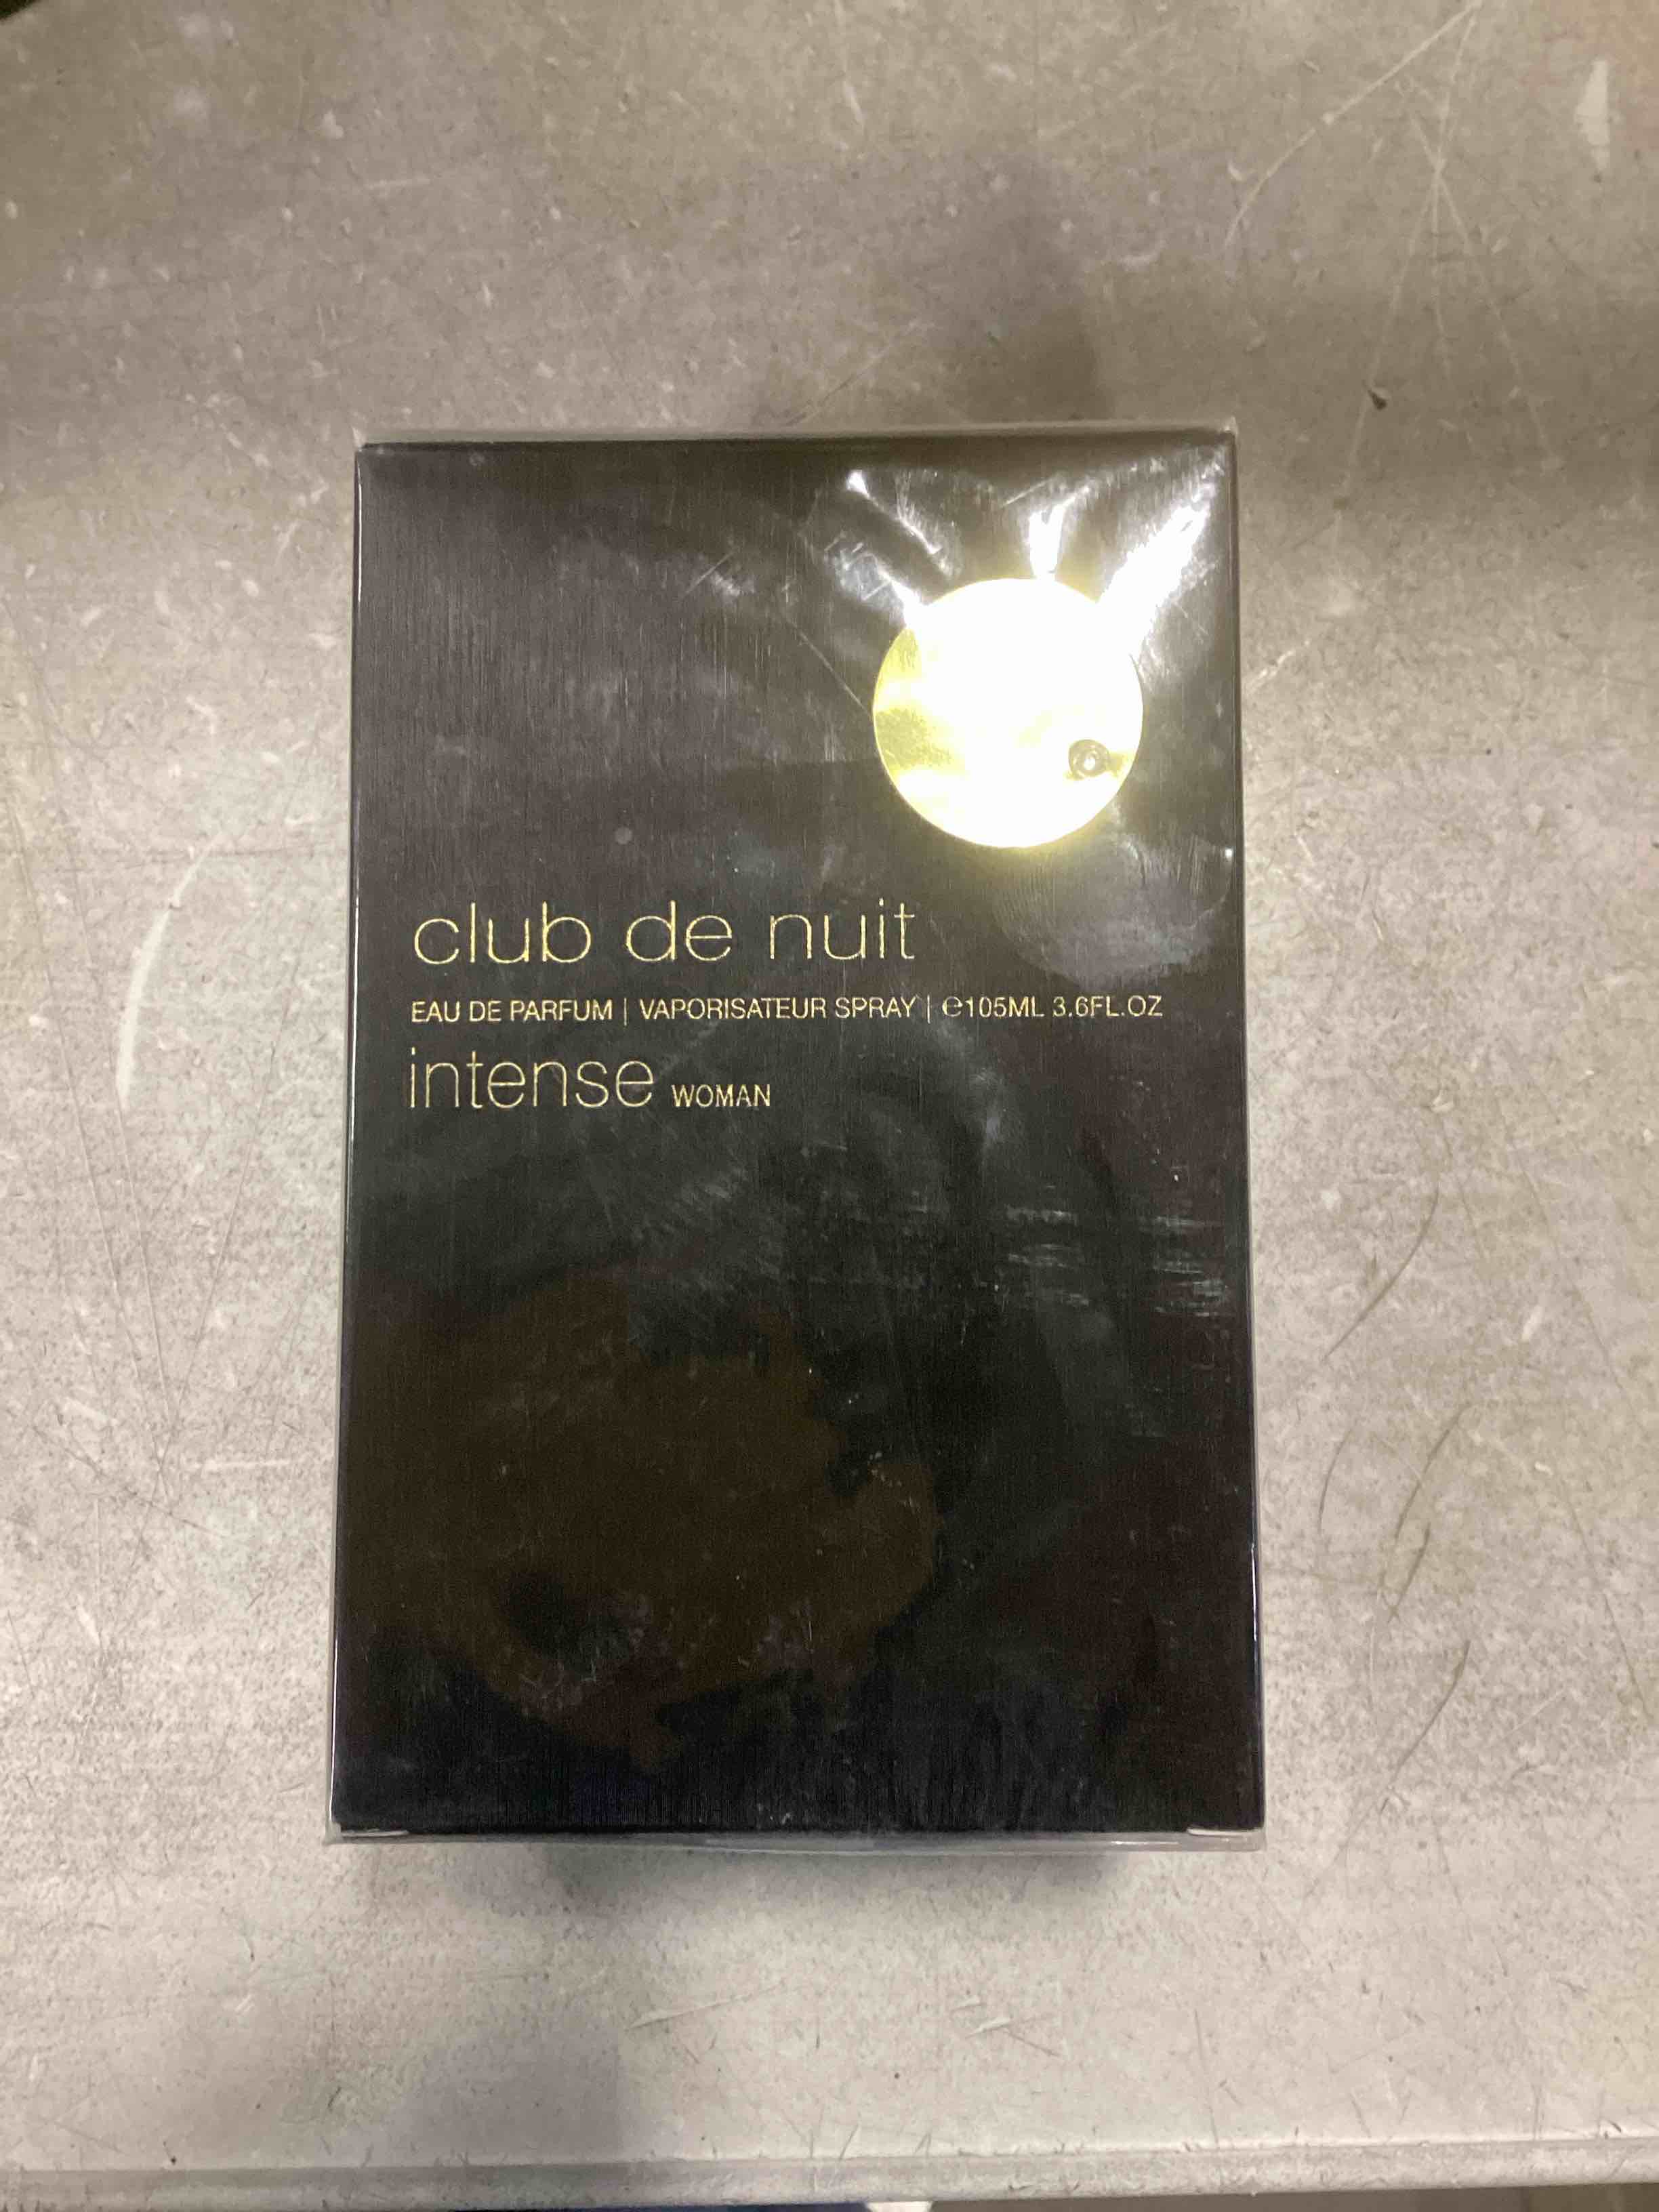 club de nuit
EAU DE PARFUM | VAPORISATEUR SPRAY | ℮105ML 3.6FL.OZ
intense WOMAN